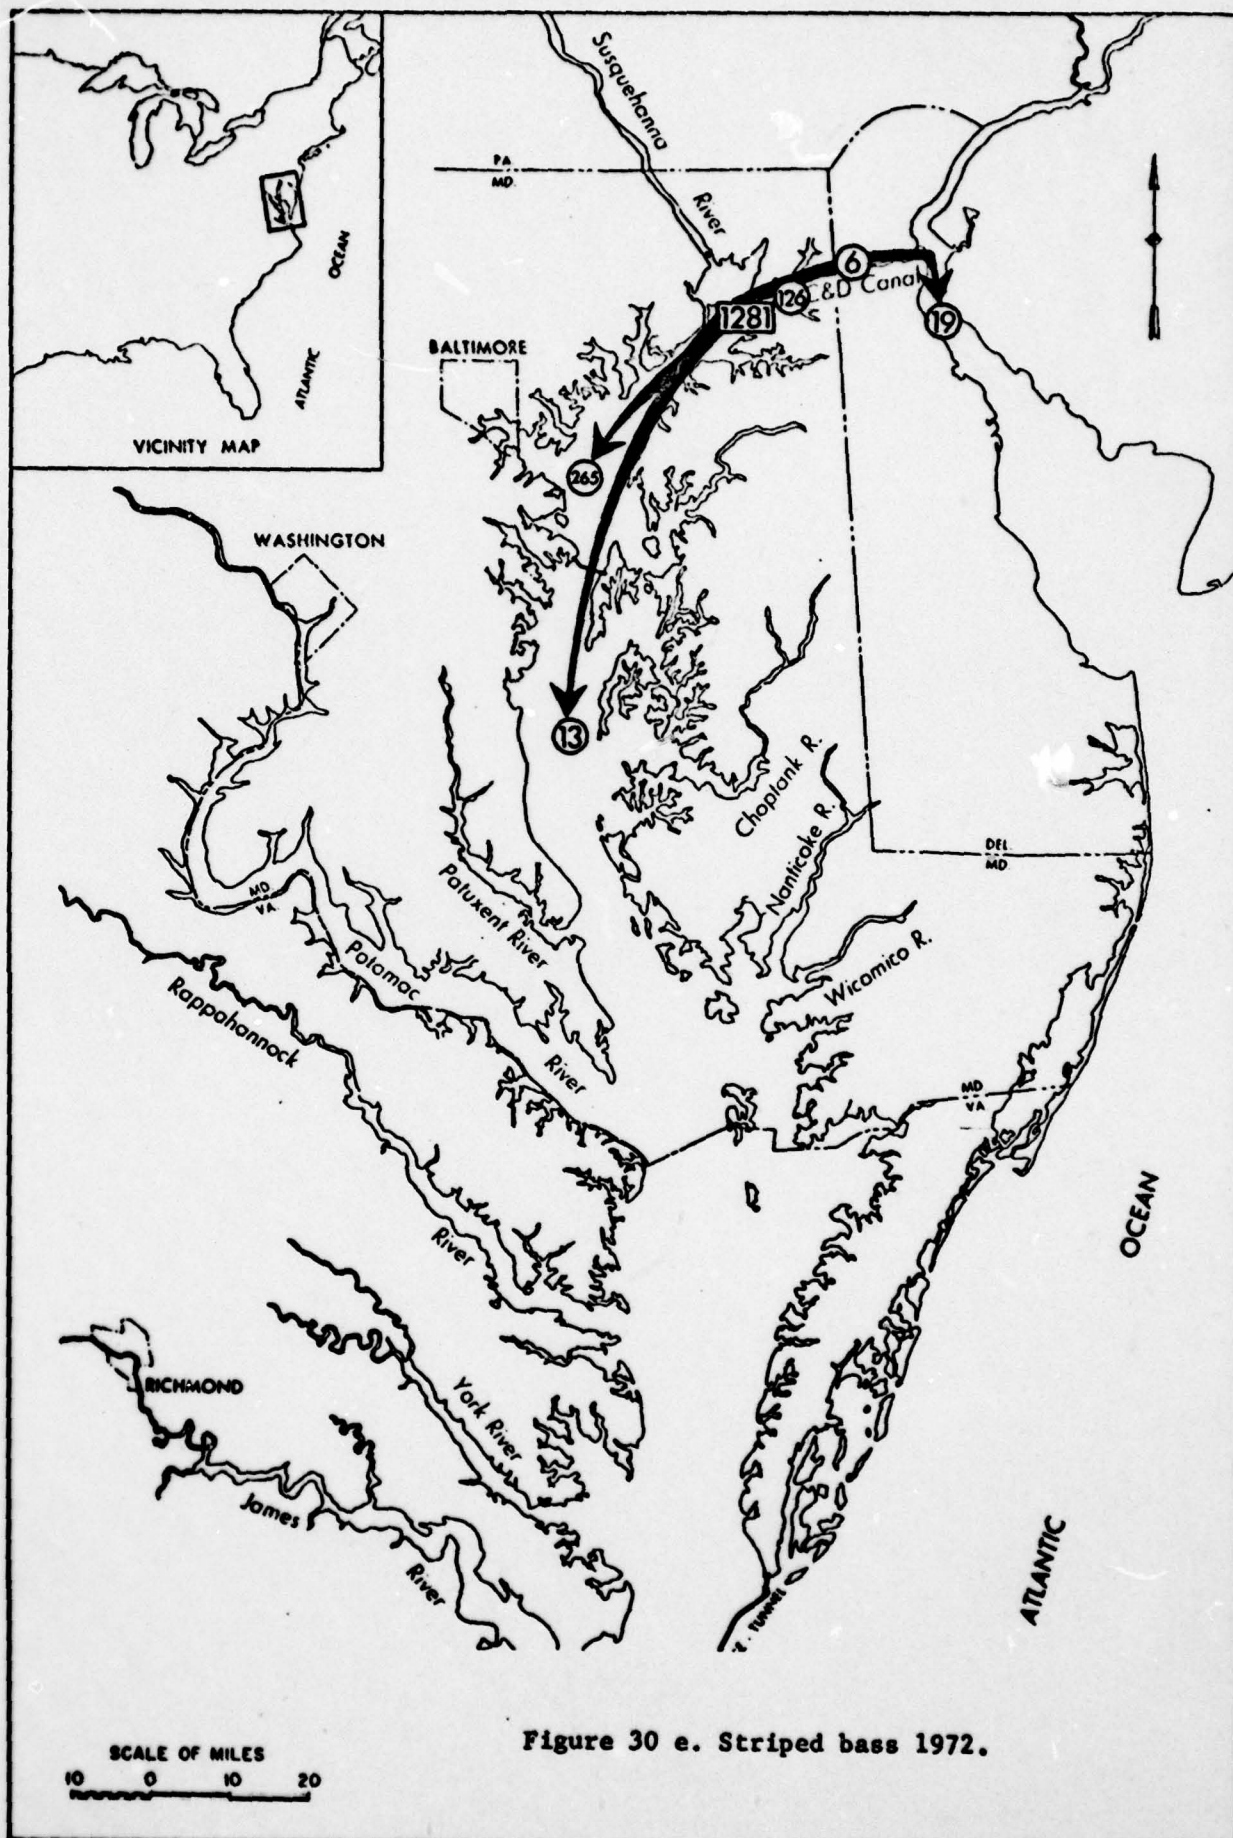 Susquehanna
River
PA
MD.
OCEAN
ATLANTIC
VICINITY MAP
BALTIMORE
6
126
C&D Canal
1281
19
265
WASHINGTON
13
Choptank R.
Nanticoke R.
DEL.
MD.
MD.
VA.
Patuxent River
Potomac
River
Wicomico R.
Rappahannock
River
MD
VA
OCEAN
RICHMOND
York River
James
River
ATLANTIC
TUNNEL
Figure 30 e. Striped bass 1972.
SCALE OF MILES
10 0 10 20